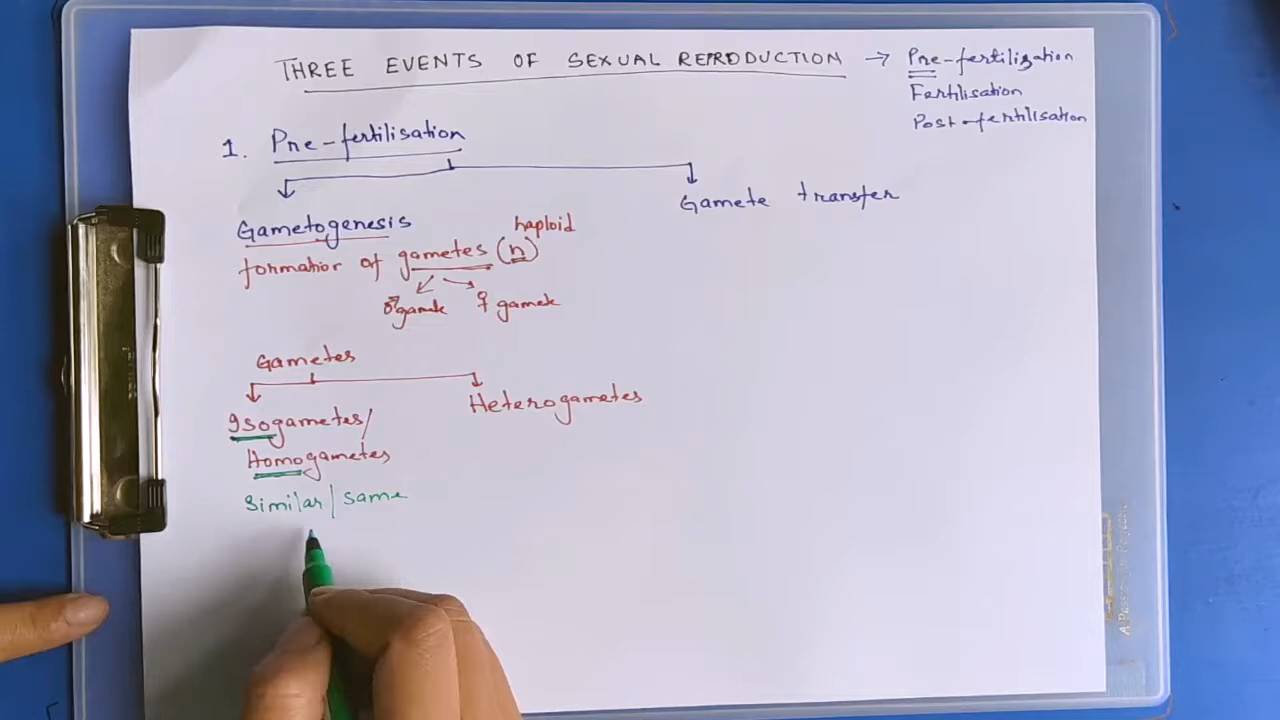 THREE EVENTS OF SEXUAL REPRODUCTION → Pre-fertilization
Fertilisation
Post-fertilisation
1. Pre-fertilisation
Gametogenesis
Gamete transfer
haploid
formation of gametes (n)
♂ gamete ♀ gamete
Gametes
Isogametes/
Homogametes
Heterogametes
Similar/same